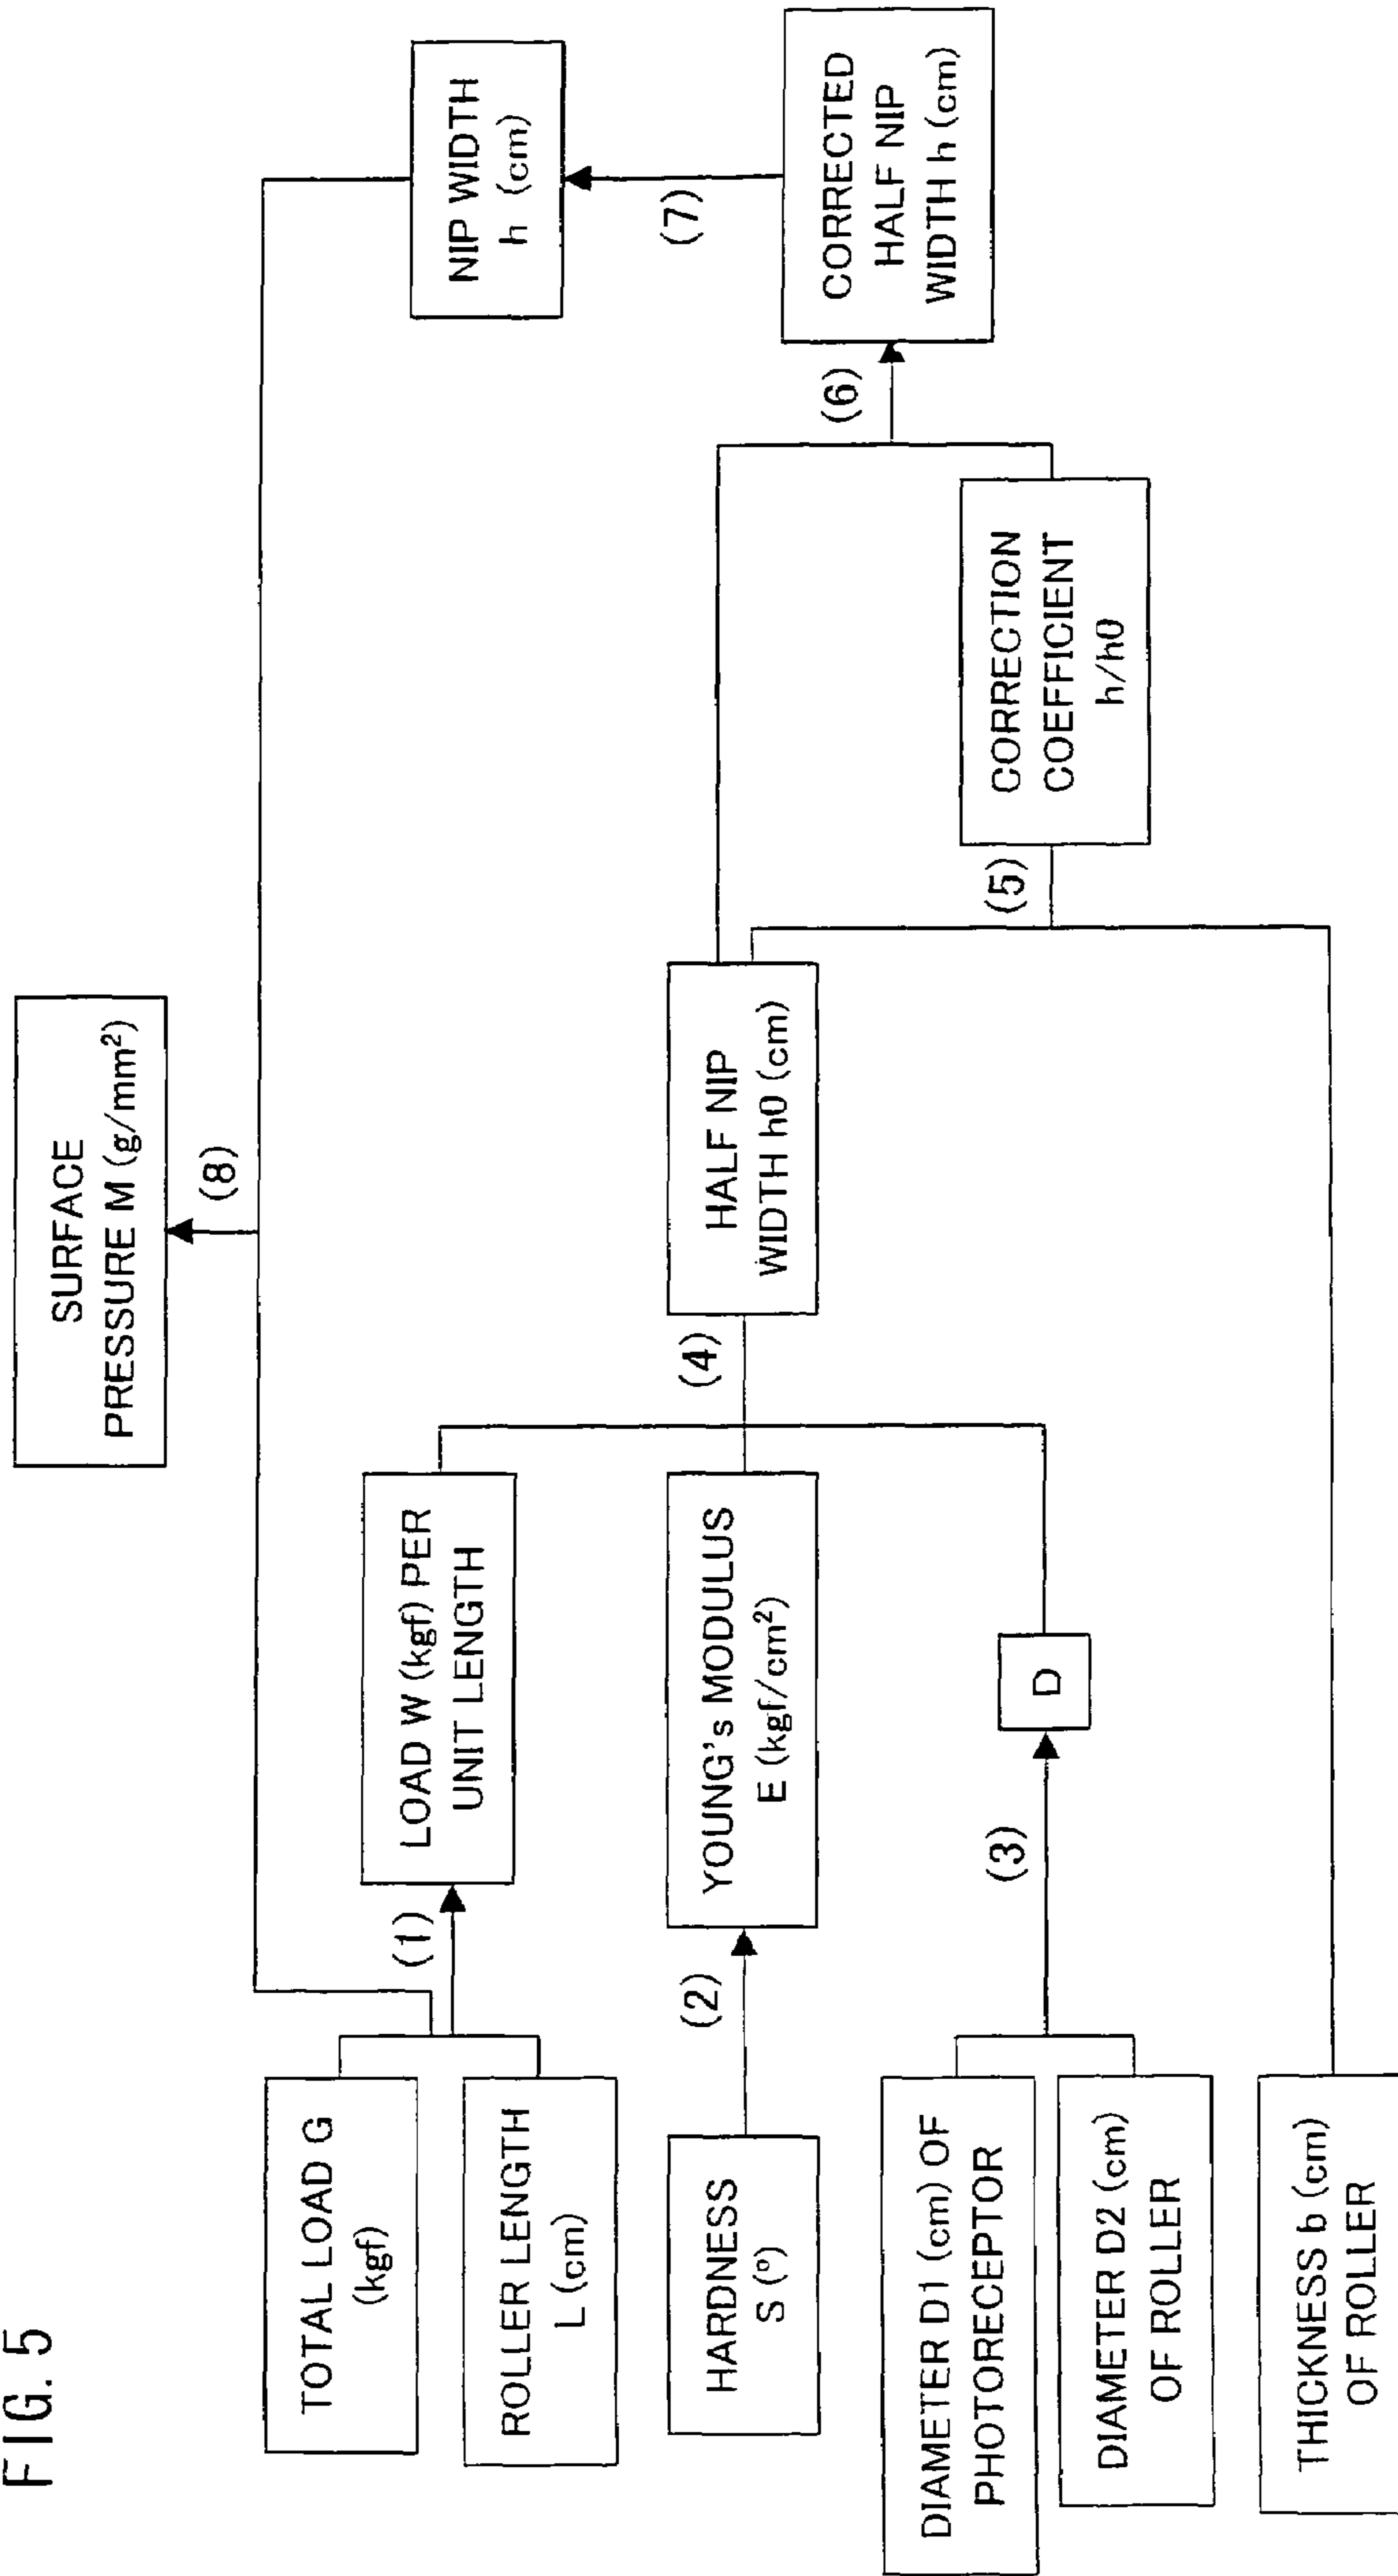 FIG. 5
SURFACE
PRESSURE M (g/mm²)
(8)
TOTAL LOAD G
(kgf)
ROLLER LENGTH
L (cm)
(1)
LOAD W (kgf) PER
UNIT LENGTH
HARDNESS
S (°)
(2)
YOUNG's MODULUS
E (kgf/cm²)
DIAMETER D1 (cm) OF
PHOTORECEPTOR
DIAMETER D2 (cm)
OF ROLLER
(3)
D
THICKNESS b (cm)
OF ROLLER
(4)
HALF NIP
WIDTH h0 (cm)
(5)
CORRECTION
COEFFICIENT
h/h0
(6)
CORRECTED
HALF NIP
WIDTH h (cm)
(7)
NIP WIDTH
h (cm)